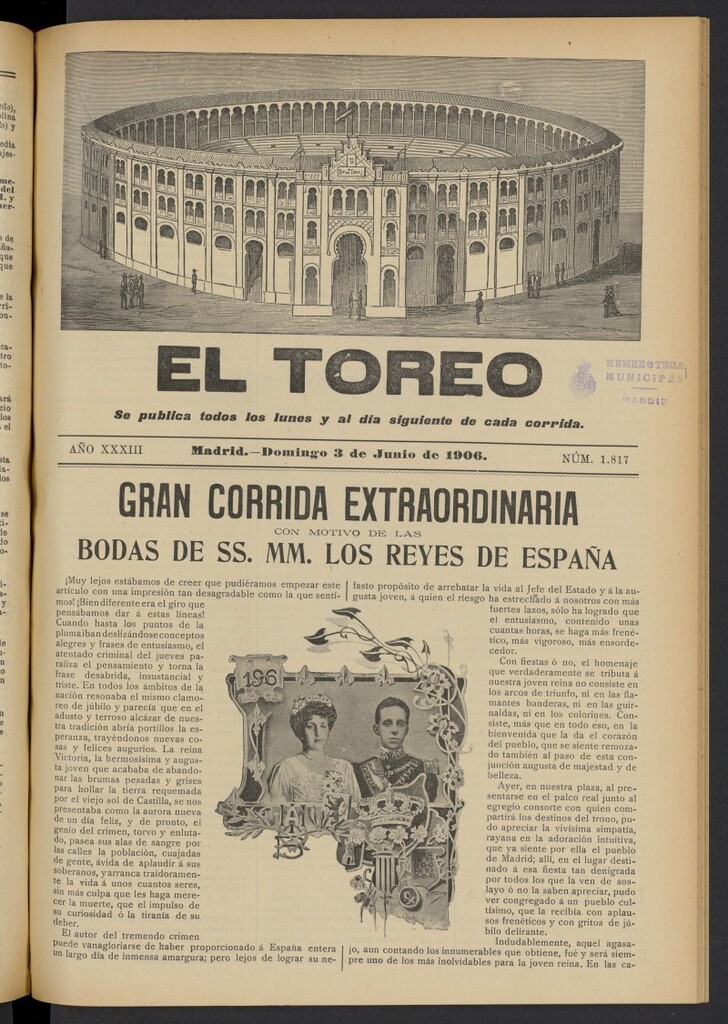 EL TOREO
HEMEROTECA
MUNICIPAL
MADRID
Se publica todos los lunes y al día siguiente de cada corrida.
AÑO XXXIII
Madrid.—Domingo 3 de Junio de 1906.
NÚM. 1.817
GRAN CORRIDA EXTRAORDINARIA
CON MOTIVO DE LAS
BODAS DE SS. MM. LOS REYES DE ESPAÑA
¡Muy lejos estábamos de creer que pudiéramos empezar este
artículo con una impresión tan desagradable como la que senti-
mos! ¡Bien diferente era el giro que
pensábamos dar á estas líneas!
Cuando hasta los puntos de la
pluma iban deslizándose conceptos
alegres y frases de entusiasmo, el
atentado criminal del jueves pa-
raliza el pensamiento y torna la
frase desabrida, insustancial y
triste. En todos los ámbitos de la
nación resonaba el mismo clamo-
reo de júbilo y parecía que en el
adusto y terroso alcázar de nues-
tra tradición abría portillos la es-
peranza, trayéndonos nuevas co-
sas y felices augurios. La reina
Victoria, la hermosísima y augus-
ta joven que acababa de abando-
nar las brumas pesadas y grises
para hollar la tierra requemada
por el viejo sol de Castilla, se nos
presentaba como la aurora nueva
de un día feliz, y de pronto, el
genio del crimen, torvo y enluta-
do, pasea sus alas de sangre por
las calles la población, cuajadas
de gente, ávida de aplaudir á sus
soberanos, y arranca traidoramen-
te la vida á unos cuantos seres,
sin más culpa que les haga mere-
cer la muerte, que el impulso de
su curiosidad ó la tiranía de su
deber.
El autor del tremendo crimen
puede vanagloriarse de haber proporcionado á España entera
un largo día de inmensa amargura; pero lejos de lograr su ne-
fasto propósito de arrebatar la vida al Jefe del Estado y á la au-
gusta joven, á quien el riesgo ha estrechado á nosotros con más
fuertes lazos, sólo ha logrado que
el entusiasmo, contenido unas
cuantas horas, se haga más frené-
tico, más vigoroso, más ensorde-
cedor.
Con fiestas ó no, el homenaje
que verdaderamente se tributa á
nuestra joven reina no consiste en
los arcos de triunfo, ni en las fla-
mantes banderas, ni en las guir-
naldas, ni en los colorines. Con-
siste, más que en todo eso, en la
bienvenida que la da el corazón
del pueblo, que se siente remoza-
do también al paso de esta con-
junción augusta de majestad y de
belleza.
Ayer, en nuestra plaza, al pre-
sentarse en el palco real junto al
egregio consorte con quien com-
partirá los destinos del trono, pu-
do apreciar la vivísima simpatía,
rayana en la adoración intuitiva,
que ya siente por ella el pueblo de
Madrid; allí, en el lugar desti-
nado á esa fiesta tan denigrada
por todos los que la ven de sos-
layo ó no la saben apreciar, pudo
ver congregado á un pueblo cul-
tísimo, que la recibía con aplau-
sos frenéticos y con gritos de jú-
bilo delirante.
Indudablemente, aquel agasa-
jo, aun contando los innumerables que obtiene, fué y será siem-
pre uno de los más inolvidables para la joven reina. En las ca-